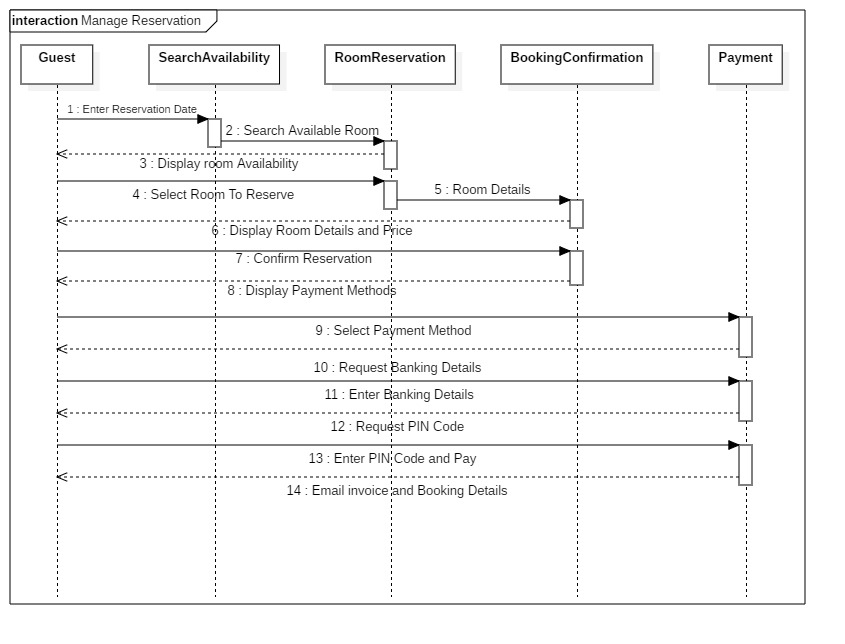 interaction Manage Reservation
Guest SearchAvailability RoomReservation BookingConfirmation Payment
1 : Enter Reservation Date
2 : Search Available Room
3 : Display room Availability
4 : Select Room To Reserve
5 : Room Details
6 : Display Room Details and Price
7 : Confirm Reservation
8 : Display Payment Methods
9 : Select Payment Method
10 : Request Banking Details
11 : Enter Banking Details
12 : Request PIN Code
13 : Enter PIN Code and Pay
14 : Email invoice and Booking Details